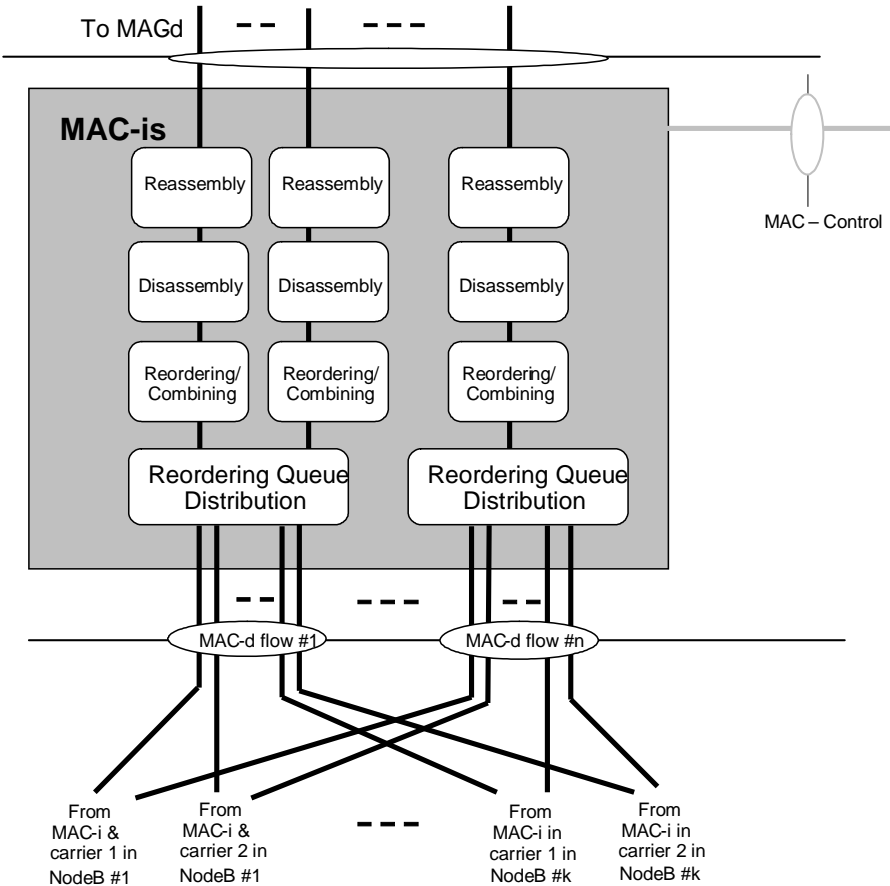 To MAGd
MAC-is
Reassembly
Reassembly
Reassembly
MAC – Control
Disassembly
Disassembly
Disassembly
Reordering/
Combining
Reordering/
Combining
Reordering/
Combining
Reordering Queue
Distribution
Reordering Queue
Distribution
MAC-d flow #1
MAC-d flow #n
From
MAC-i &
carrier 1 in
NodeB #1
From
MAC-i &
carrier 2 in
NodeB #1
From
MAC-i in
carrier 1 in
NodeB #k
From
MAC-i in
carrier 2 in
NodeB #k